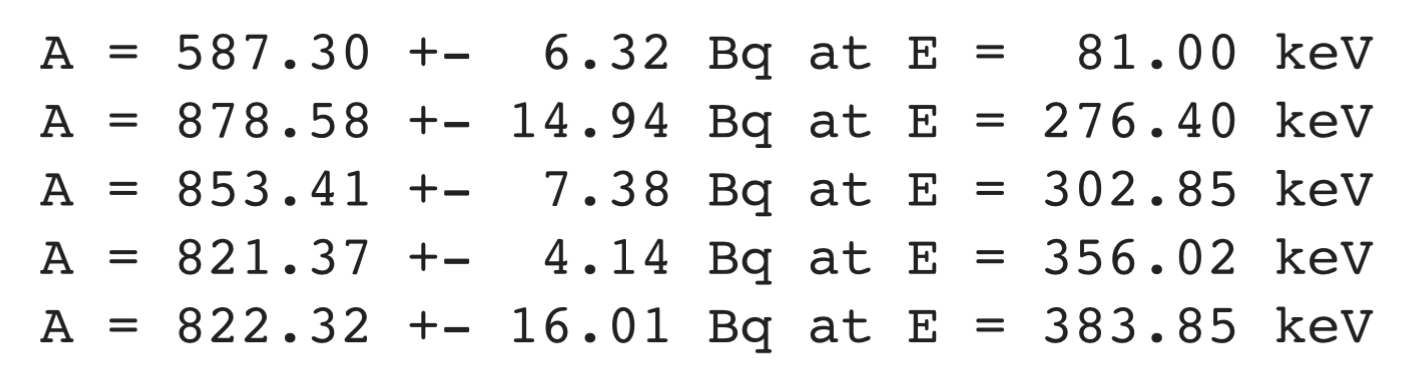 A = 587.30 +-  6.32 Bq at E =  81.00 keV
A = 878.58 +- 14.94 Bq at E = 276.40 keV
A = 853.41 +-  7.38 Bq at E = 302.85 keV
A = 821.37 +-  4.14 Bq at E = 356.02 keV
A = 822.32 +- 16.01 Bq at E = 383.85 keV